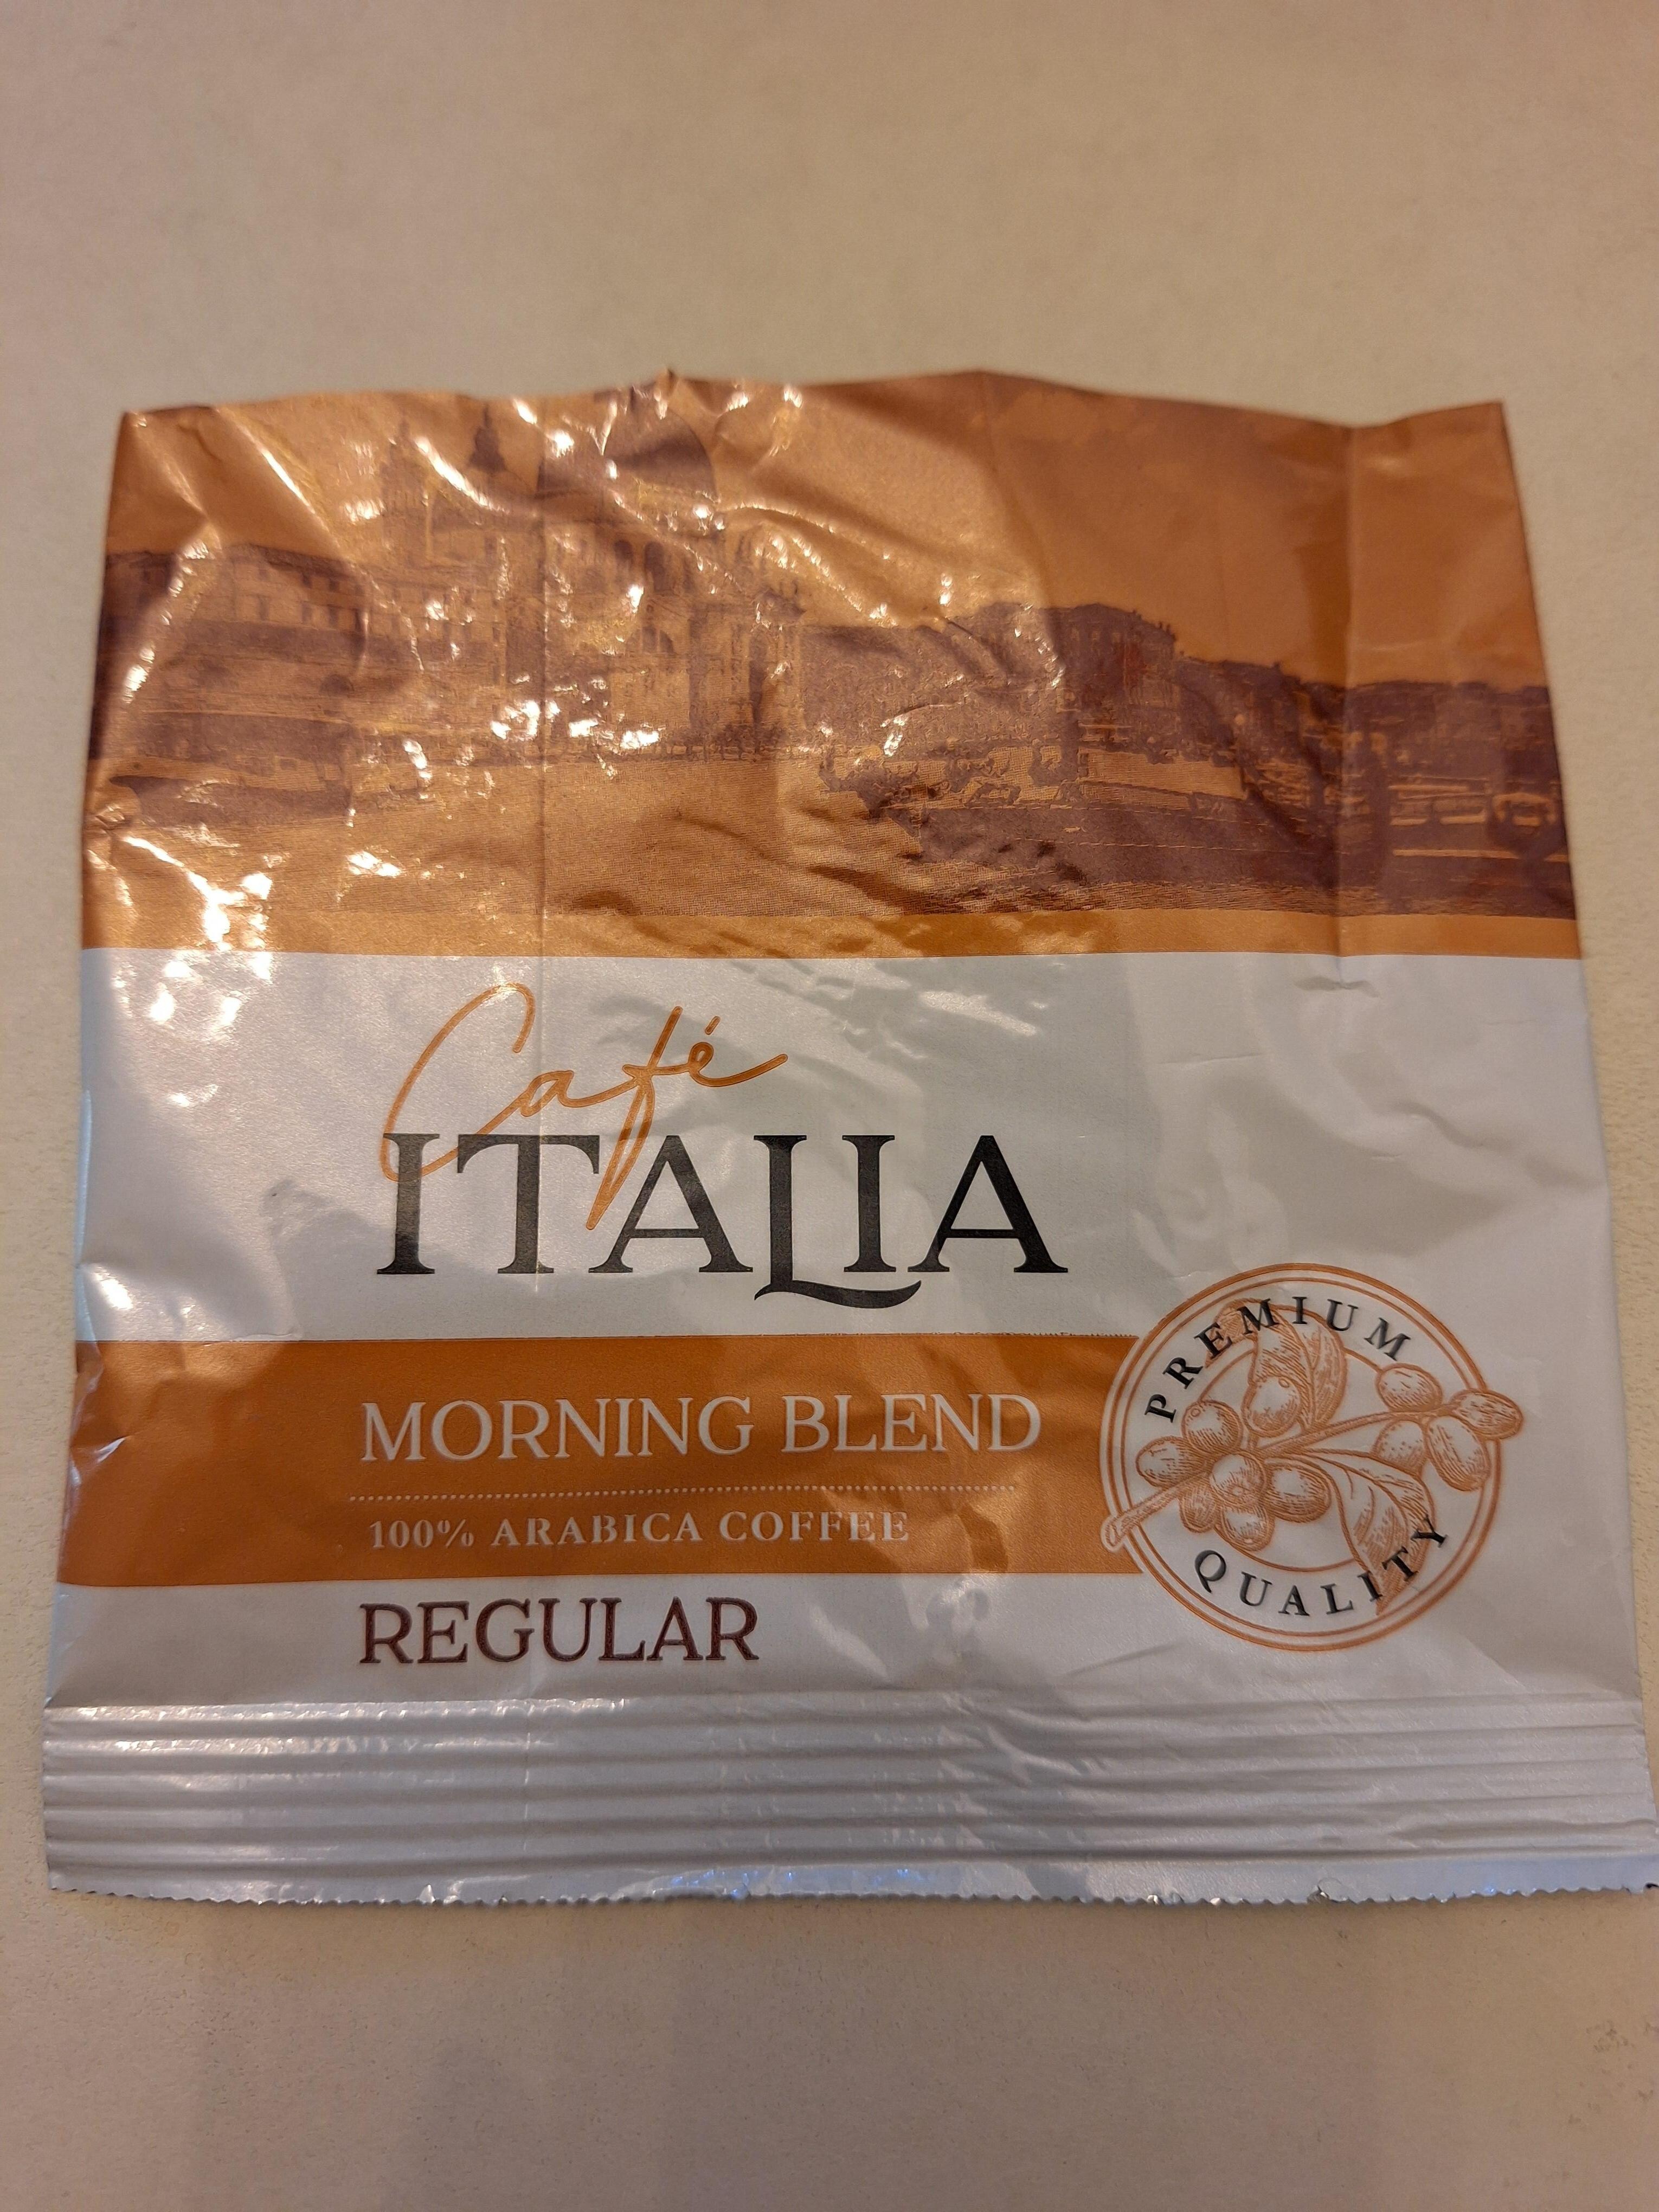 Café
ITALIA
MORNING BLEND
100% ARABICA COFFEE
REGULAR
PREMIUM
QUALITY